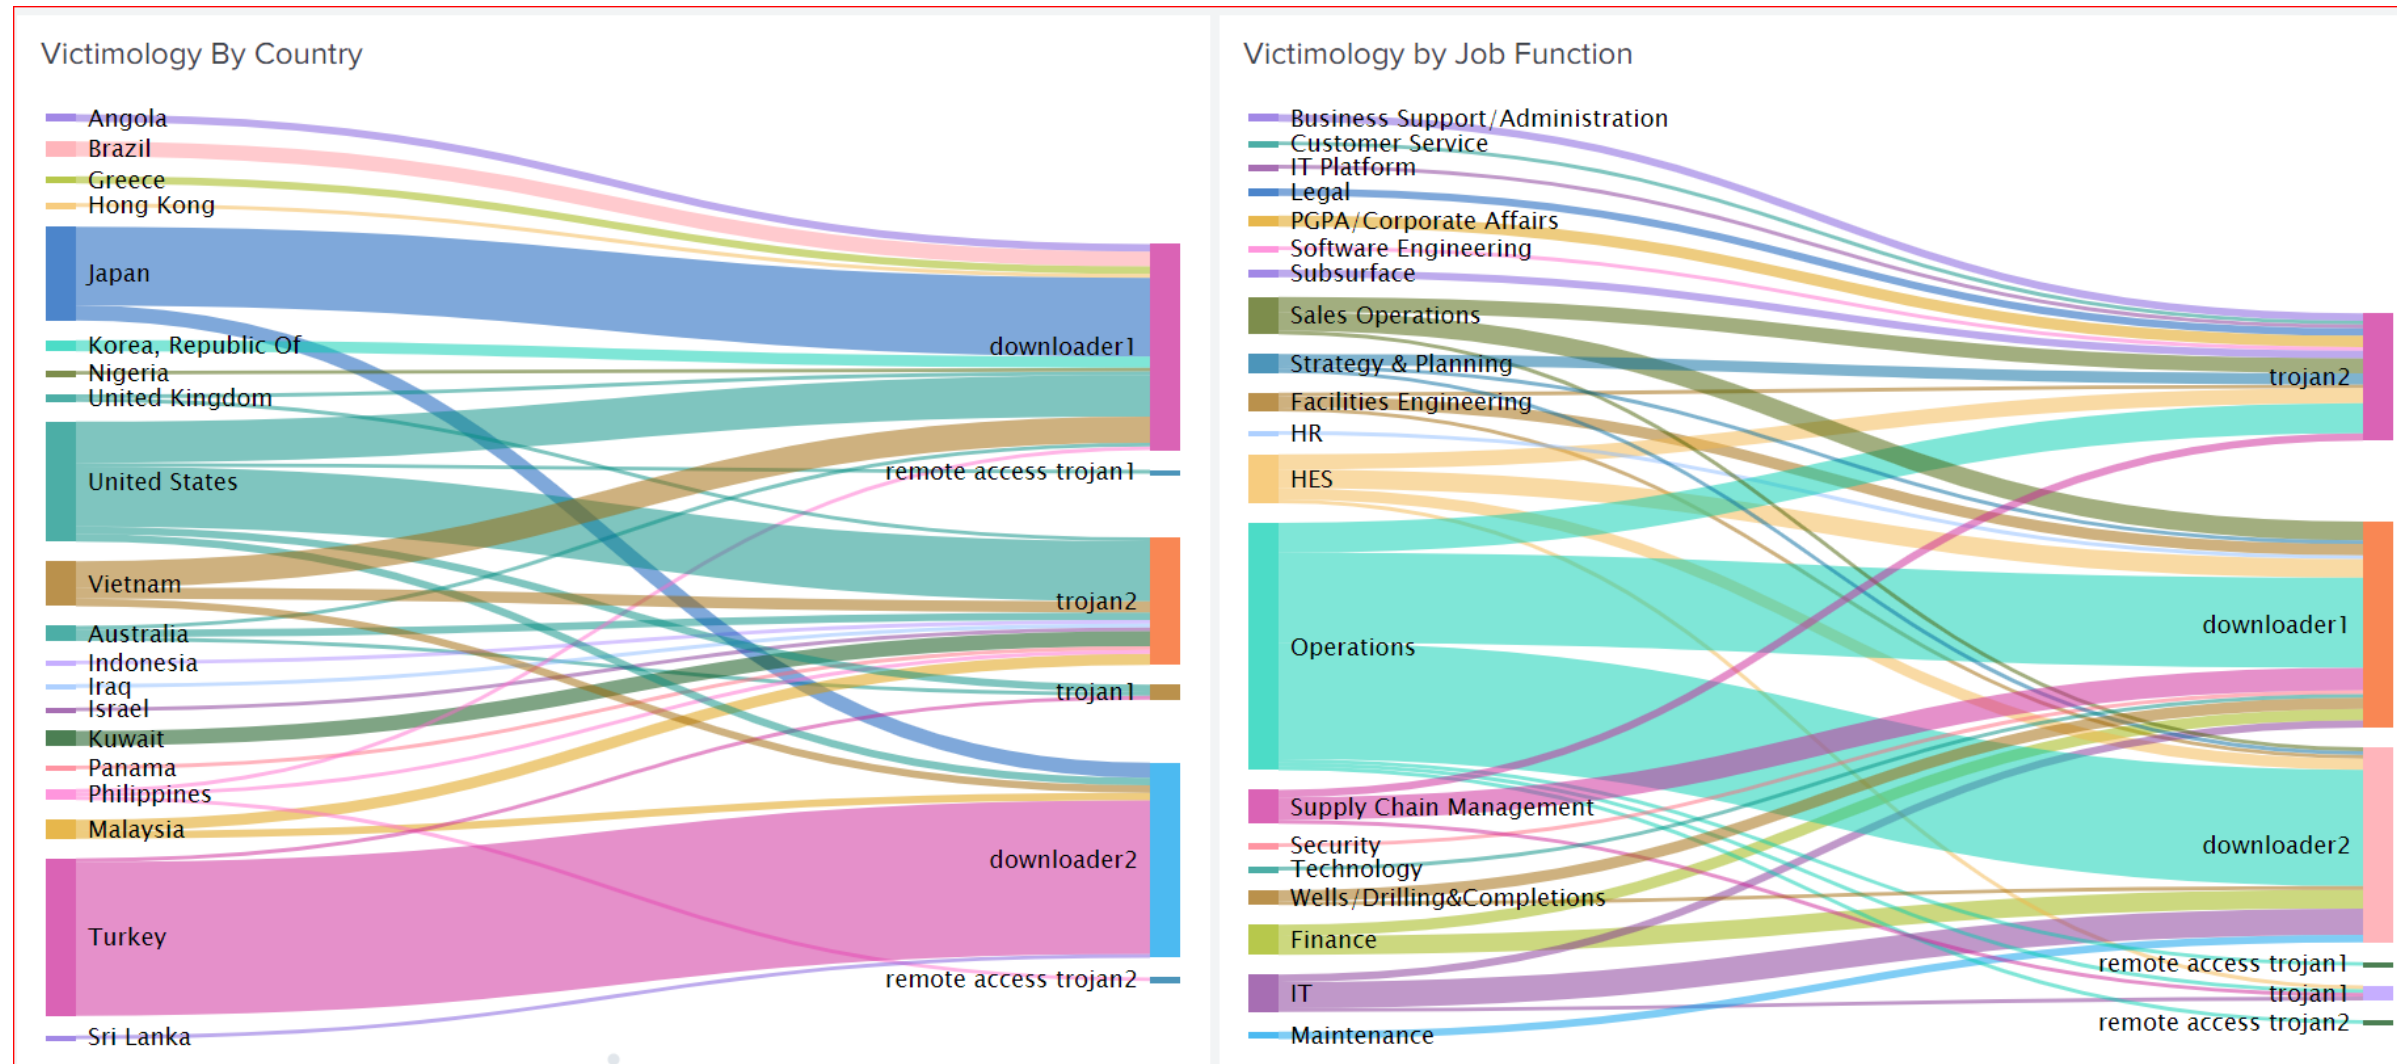 Victimology By Country
Angola
Brazil
Greece
Hong Kong
Japan
Korea, Republic Of
Nigeria
United Kingdom
United States
Vietnam
Australia
Indonesia
Iraq
Israel
Kuwait
Panama
Philippines
Malaysia
Turkey
Sri Lanka
downloader1
remote access trojan1
trojan2
trojan1
downloader2
remote access trojan2
Victimology by Job Function
Business Support/Administration
Customer Service
IT Platform
Legal
PGPA/Corporate Affairs
Software Engineering
Subsurface
Sales Operations
Strategy & Planning
Facilities Engineering
HR
HES
Operations
Supply Chain Management
Security
Technology
Wells/Drilling&Completions
Finance
IT
Maintenance
trojan2
downloader1
downloader2
remote access trojan1
trojan1
remote access trojan2